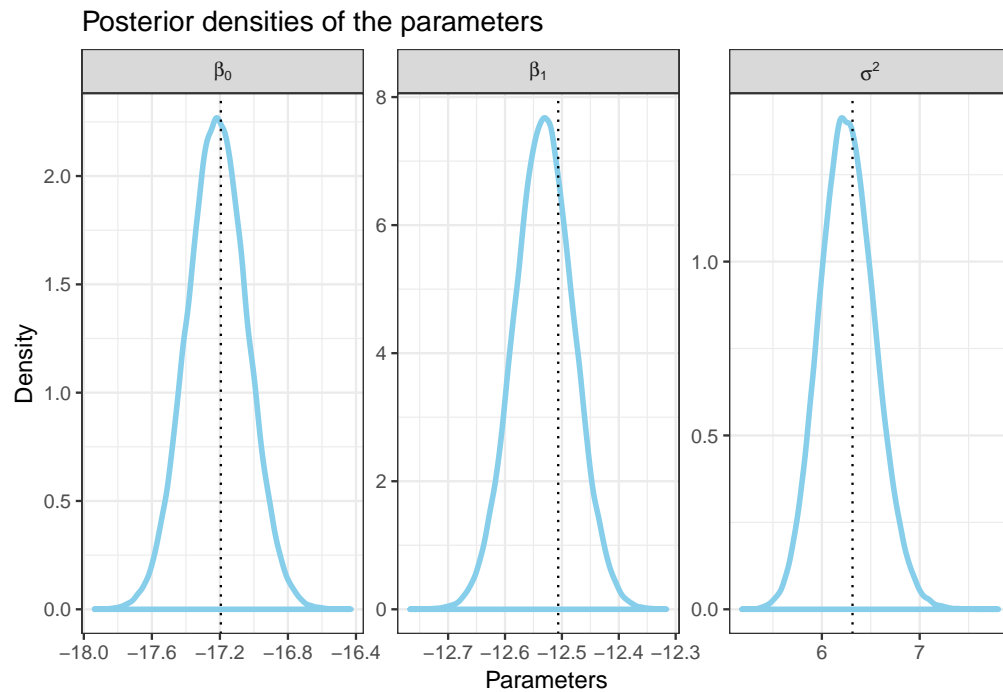 Posterior densities of the parameters
β₀ β₁ σ²
Density
2.0
1.5
1.0
0.5
0.0
8
6
4
2
0
1.0
0.5
0.0
−18.0 −17.6 −17.2 −16.8 −16.4 −12.7 −12.6 −12.5 −12.4 −12.3 6 7
Parameters